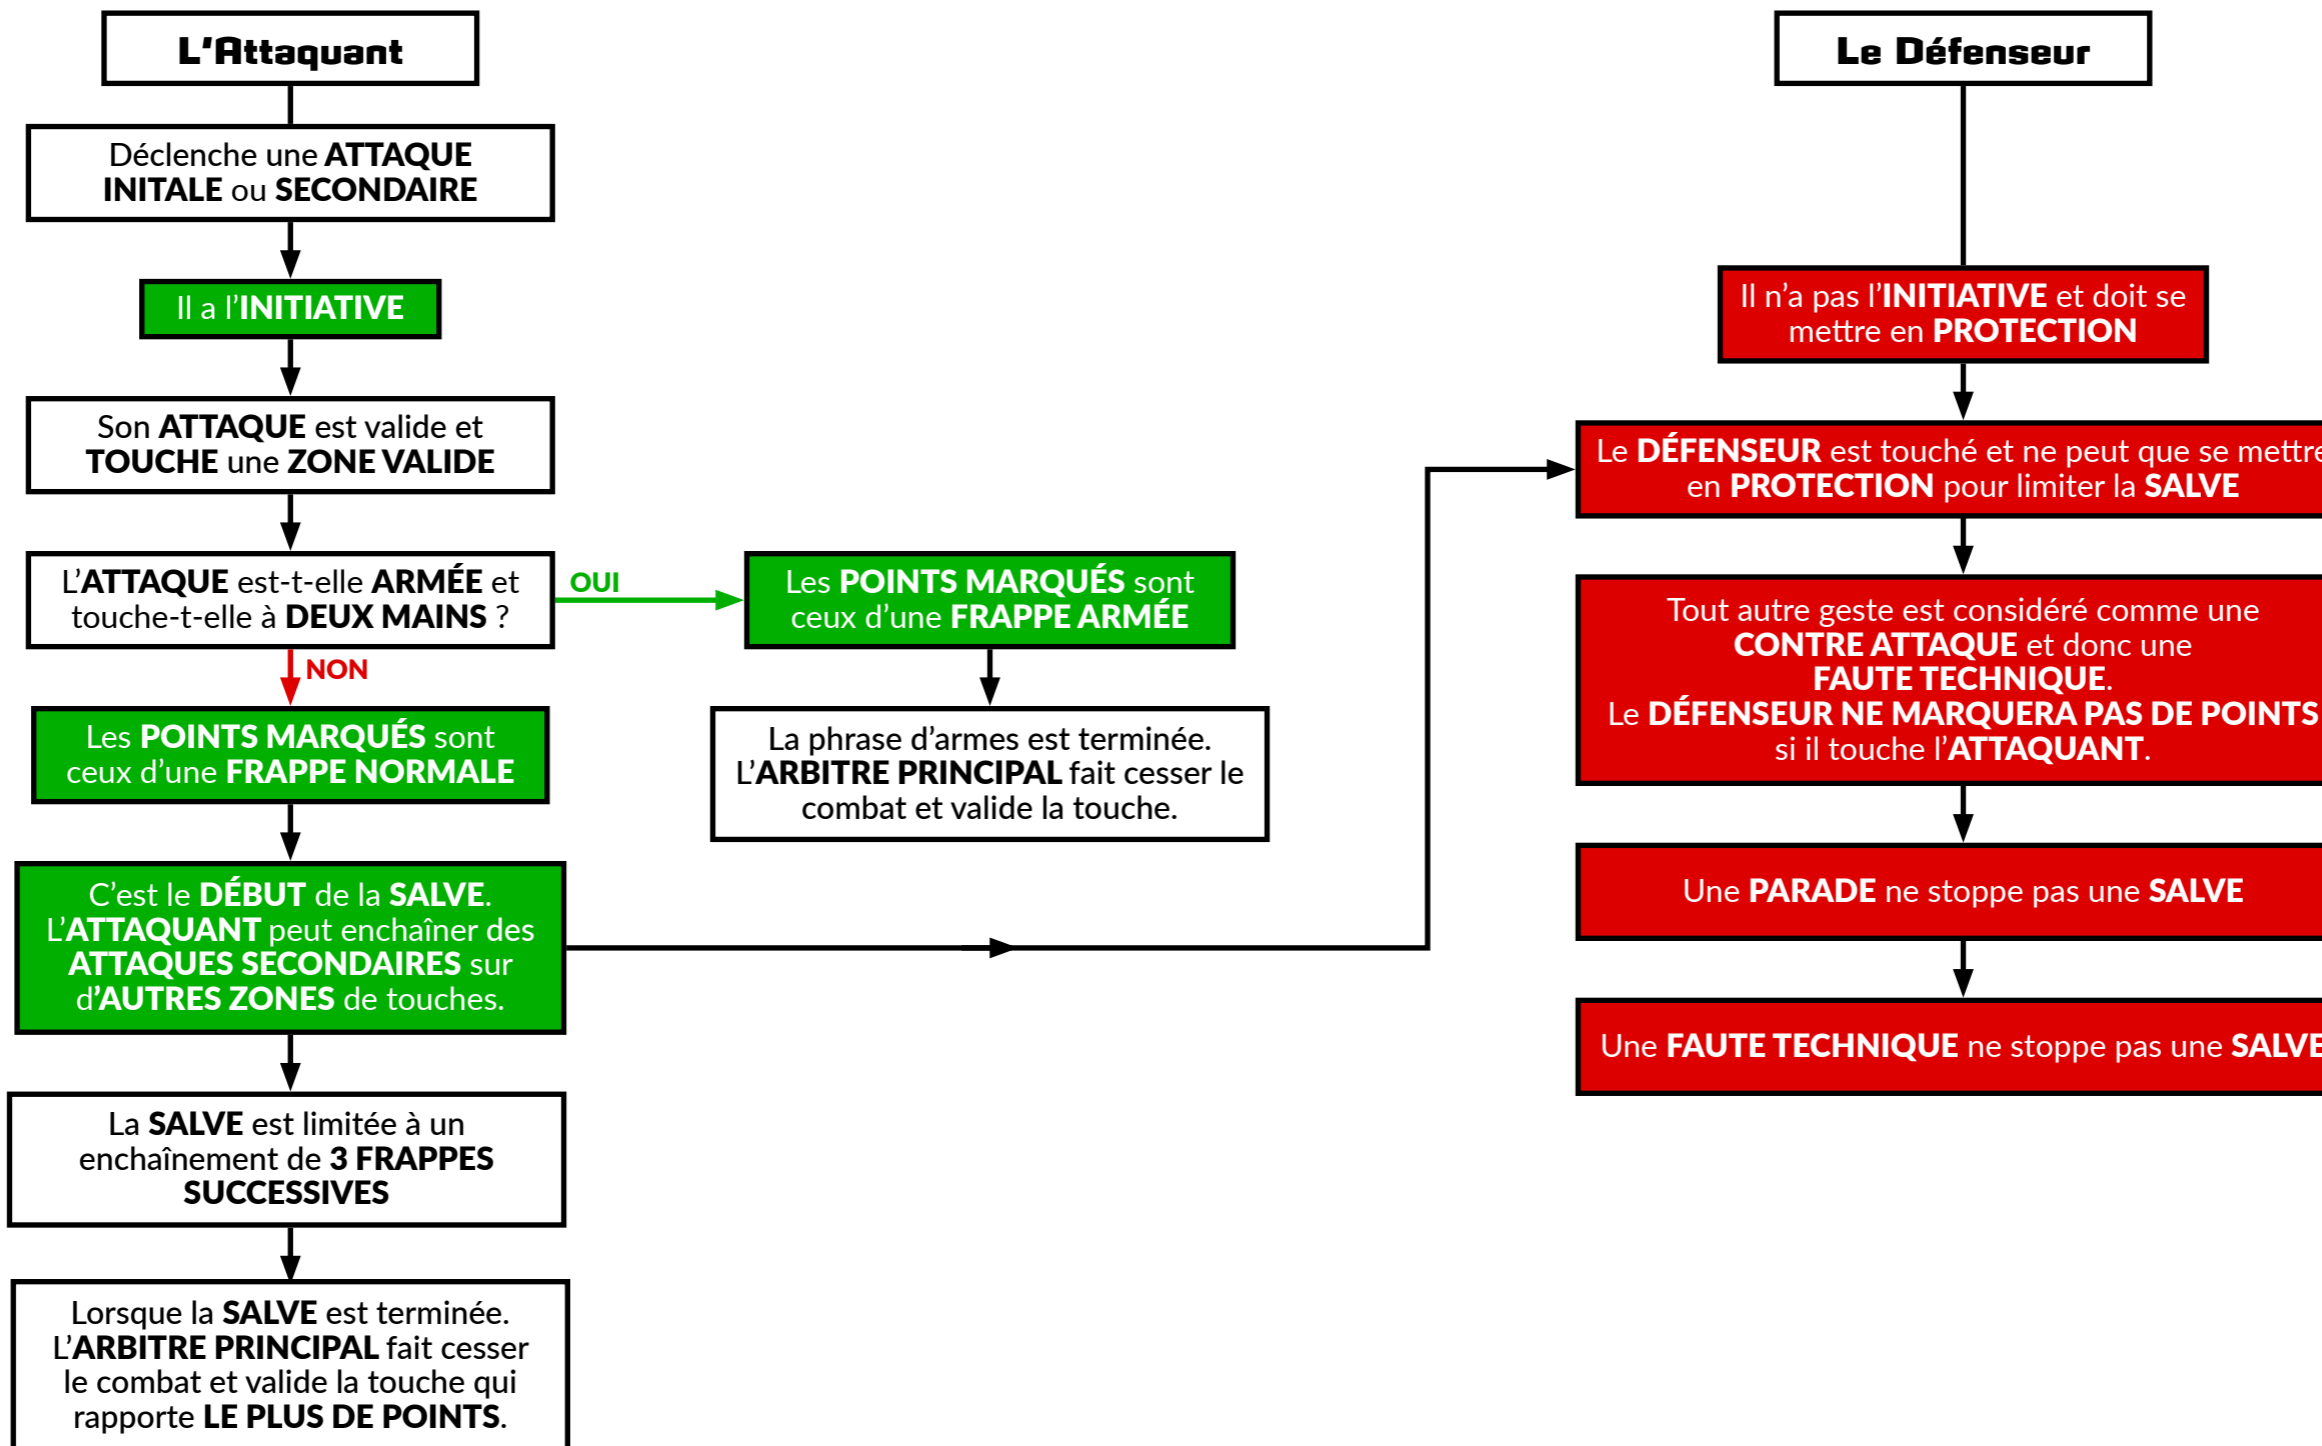 L'Attaquant
Déclenche une ATTAQUE
INITALE ou SECONDAIRE
Il a l'INITIATIVE
Son ATTAQUE est valide et
TOUCHE une ZONE VALIDE
L'ATTAQUE est-t-elle ARMÉE et
touche-t-elle à DEUX MAINS ?
OUI
NON
Les POINTS MARQUÉS sont
ceux d'une FRAPPE ARMÉE
La phrase d'armes est terminée.
L'ARBITRE PRINCIPAL fait cesser le
combat et valide la touche.
Les POINTS MARQUÉS sont
ceux d'une FRAPPE NORMALE
C'est le DÉBUT de la SALVE.
L'ATTAQUANT peut enchaîner des
ATTAQUES SECONDAIRES sur
d'AUTRES ZONES de touches.
La SALVE est limitée à un
enchaînement de 3 FRAPPES
SUCCESSIVES
Lorsque la SALVE est terminée.
L'ARBITRE PRINCIPAL fait cesser
le combat et valide la touche qui
rapporte LE PLUS DE POINTS.
Le Défenseur
Il n'a pas l'INITIATIVE et doit se
mettre en PROTECTION
Le DÉFENSEUR est touché et ne peut que se mettre
en PROTECTION pour limiter la SALVE
Tout autre geste est considéré comme une
CONTRE ATTAQUE et donc une
FAUTE TECHNIQUE.
Le DÉFENSEUR NE MARQUERA PAS DE POINTS
si il touche l'ATTAQUANT.
Une PARADE ne stoppe pas une SALVE
Une FAUTE TECHNIQUE ne stoppe pas une SALVE